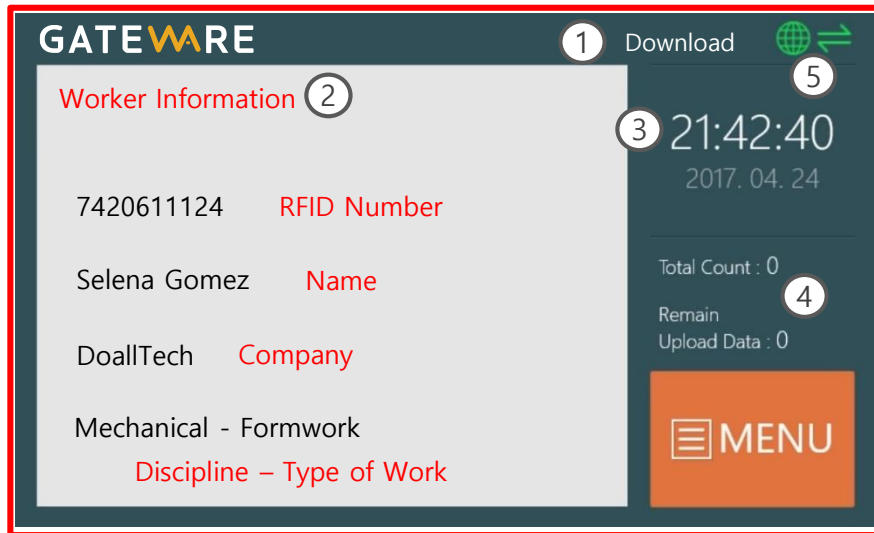 GATEWARE
1 Download
5
Worker Information 2
3 21:42:40
2017. 04. 24
7420611124 RFID Number
Selena Gomez Name
DoallTech Company
Mechanical - Formwork
Discipline – Type of Work
Total Count : 0
4
Remain
Upload Data : 0
MENU